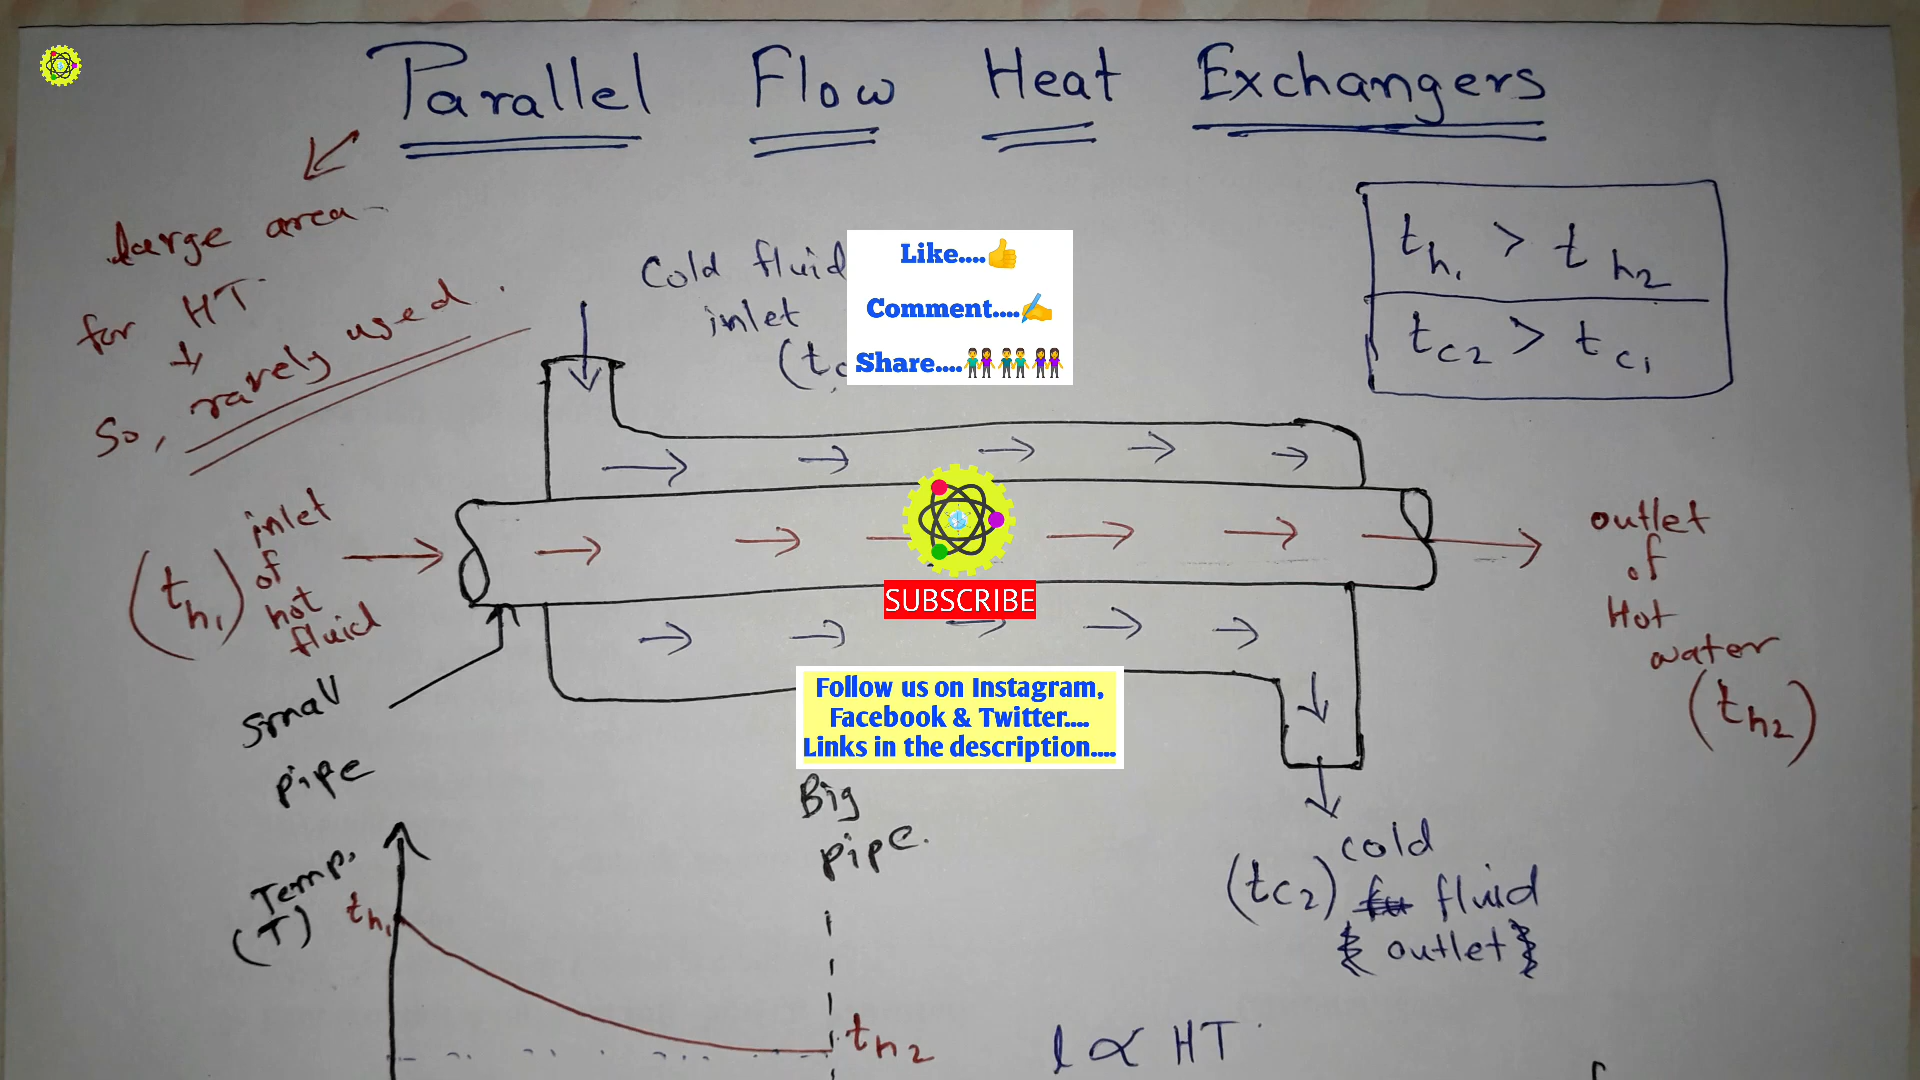 Parallel Flow Heat Exchangers
large area
for HT
So, rarely used.
Cold fluid
inlet
Like....👍
Comment....✍
Share....👫👫👭
th1 > th2
tc2 > tc1
(th1) inlet
of
hot
fluid
outlet
of
Hot
water
(th2)
small
pipe
SUBSCRIBE
Follow us on Instagram,
Facebook & Twitter....
Links in the description....
Big
pipe.
(tc2) cold
fluid
{ outlet }
Temp.
(T)
th1
th2
l ∝ HT